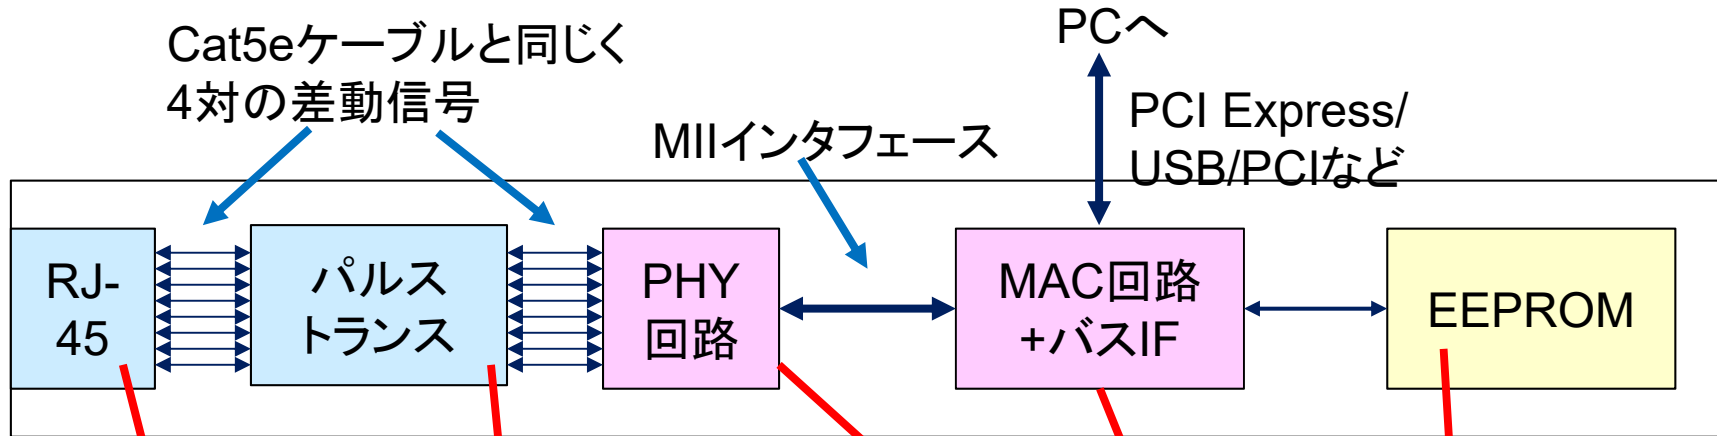 Cat5eケーブルと同じく
4対の差動信号
PCへ
MIIインタフェース
PCI Express/
USB/PCIなど
RJ-
45
パルス
トランス
PHY
回路
MAC回路
+バスIF
EEPROM